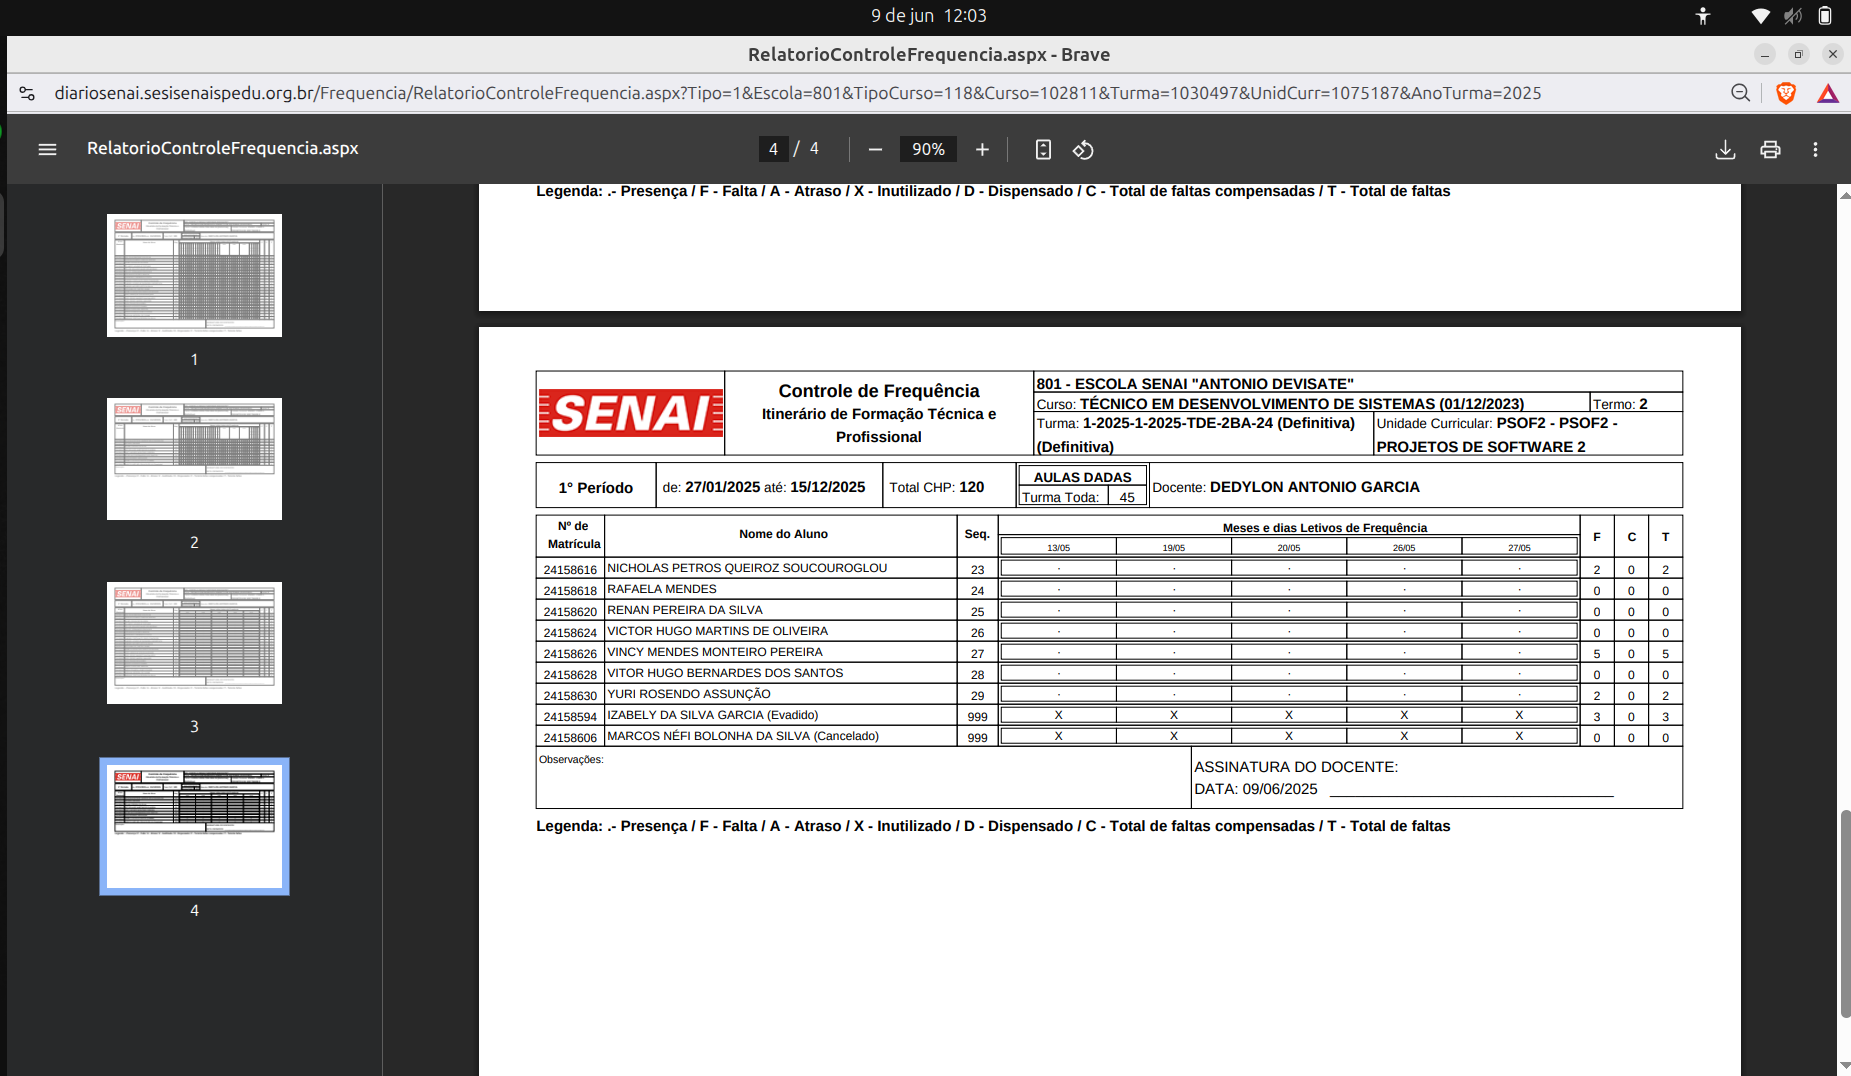 9 de jun 12:03
RelatorioControleFrequencia.aspx - Brave
diariosenai.sesisenaispedu.org.br/Frequencia/RelatorioControleFrequencia.aspx?Tipo=1&Escola=801&TipoCurso=118&Curso=102811&Turma=1030497&UnidCurr=1075187&AnoTurma=2025
RelatorioControleFrequencia.aspx
4 / 4
90%
1
2
3
4
Legenda: .- Presença / F - Falta / A - Atraso / X - Inutilizado / D - Dispensado / C - Total de faltas compensadas / T - Total de faltas
SENAI
Controle de Frequência
Itinerário de Formação Técnica e
Profissional
801 - ESCOLA SENAI "ANTONIO DEVISATE"
Curso: TÉCNICO EM DESENVOLVIMENTO DE SISTEMAS (01/12/2023) Termo: 2
Turma: 1-2025-1-2025-TDE-2BA-24 (Definitiva)
(Definitiva)
Unidade Curricular: PSOF2 - PSOF2 -
PROJETOS DE SOFTWARE 2
1° Período de: 27/01/2025 até: 15/12/2025 Total CHP: 120
AULAS DADAS
Turma Toda: 45
Docente: DEDYLON ANTONIO GARCIA
Nº de
Matrícula
Nome do Aluno Seq. Meses e dias Letivos de Frequência F C T
13/05 19/05 20/05 26/05 27/05
24158616 NICHOLAS PETROS QUEIROZ SOUCOUROGLOU 23 . . . . . 2 0 2
24158618 RAFAELA MENDES 24 . . . . . 0 0 0
24158620 RENAN PEREIRA DA SILVA 25 . . . . . 0 0 0
24158624 VICTOR HUGO MARTINS DE OLIVEIRA 26 . . . . . 0 0 0
24158626 VINCY MENDES MONTEIRO PEREIRA 27 . . . . . 5 0 5
24158628 VITOR HUGO BERNARDES DOS SANTOS 28 . . . . . 0 0 0
24158630 YURI ROSENDO ASSUNÇÃO 29 . . . . . 2 0 2
24158594 IZABELY DA SILVA GARCIA (Evadido) 999 X X X X X 3 0 3
24158606 MARCOS NÉFI BOLONHA DA SILVA (Cancelado) 999 X X X X X 0 0 0
Observações:
ASSINATURA DO DOCENTE:
DATA: 09/06/2025
Legenda: .- Presença / F - Falta / A - Atraso / X - Inutilizado / D - Dispensado / C - Total de faltas compensadas / T - Total de faltas